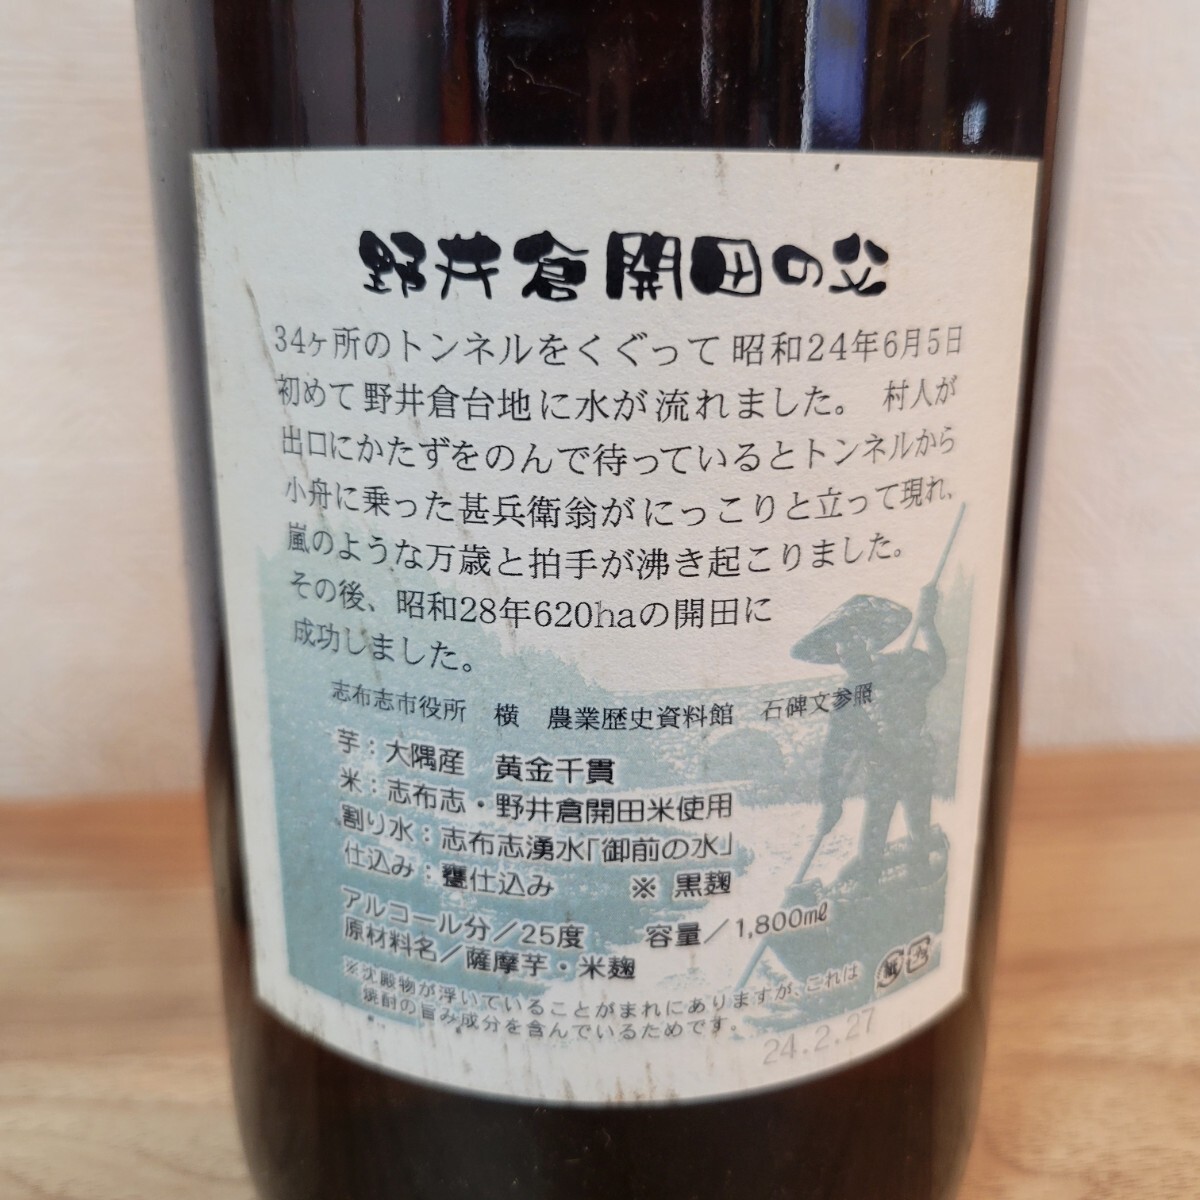 野井倉開田の父
34ヶ所のトンネルをくぐって 昭和24年6月5日
初めて 野井倉台地に水が流れました。 村人が
出口にかたずをのんで待っているとトンネルから
小舟に乗った甚兵衛翁がにっこりと立って現れ、
嵐のような万歳と拍手が沸き起こりました。
その後、昭和28年620haの開田に
成功しました。
志布志市役所 横 農業歴史資料館 石碑文参照
芋：大隅産 黄金千貫
米：志布志・野井倉開田米使用
割り水：志布志湧水「御前の水」
仕込み：甕仕込み ※ 黒麹
アルコール分／25度 容量／1,800mℓ
原材料名／薩摩芋・米麹
※沈殿物が浮いていることがまれにありますが、これは
焼酎の旨み成分を含んでいるためです。
24.2.27